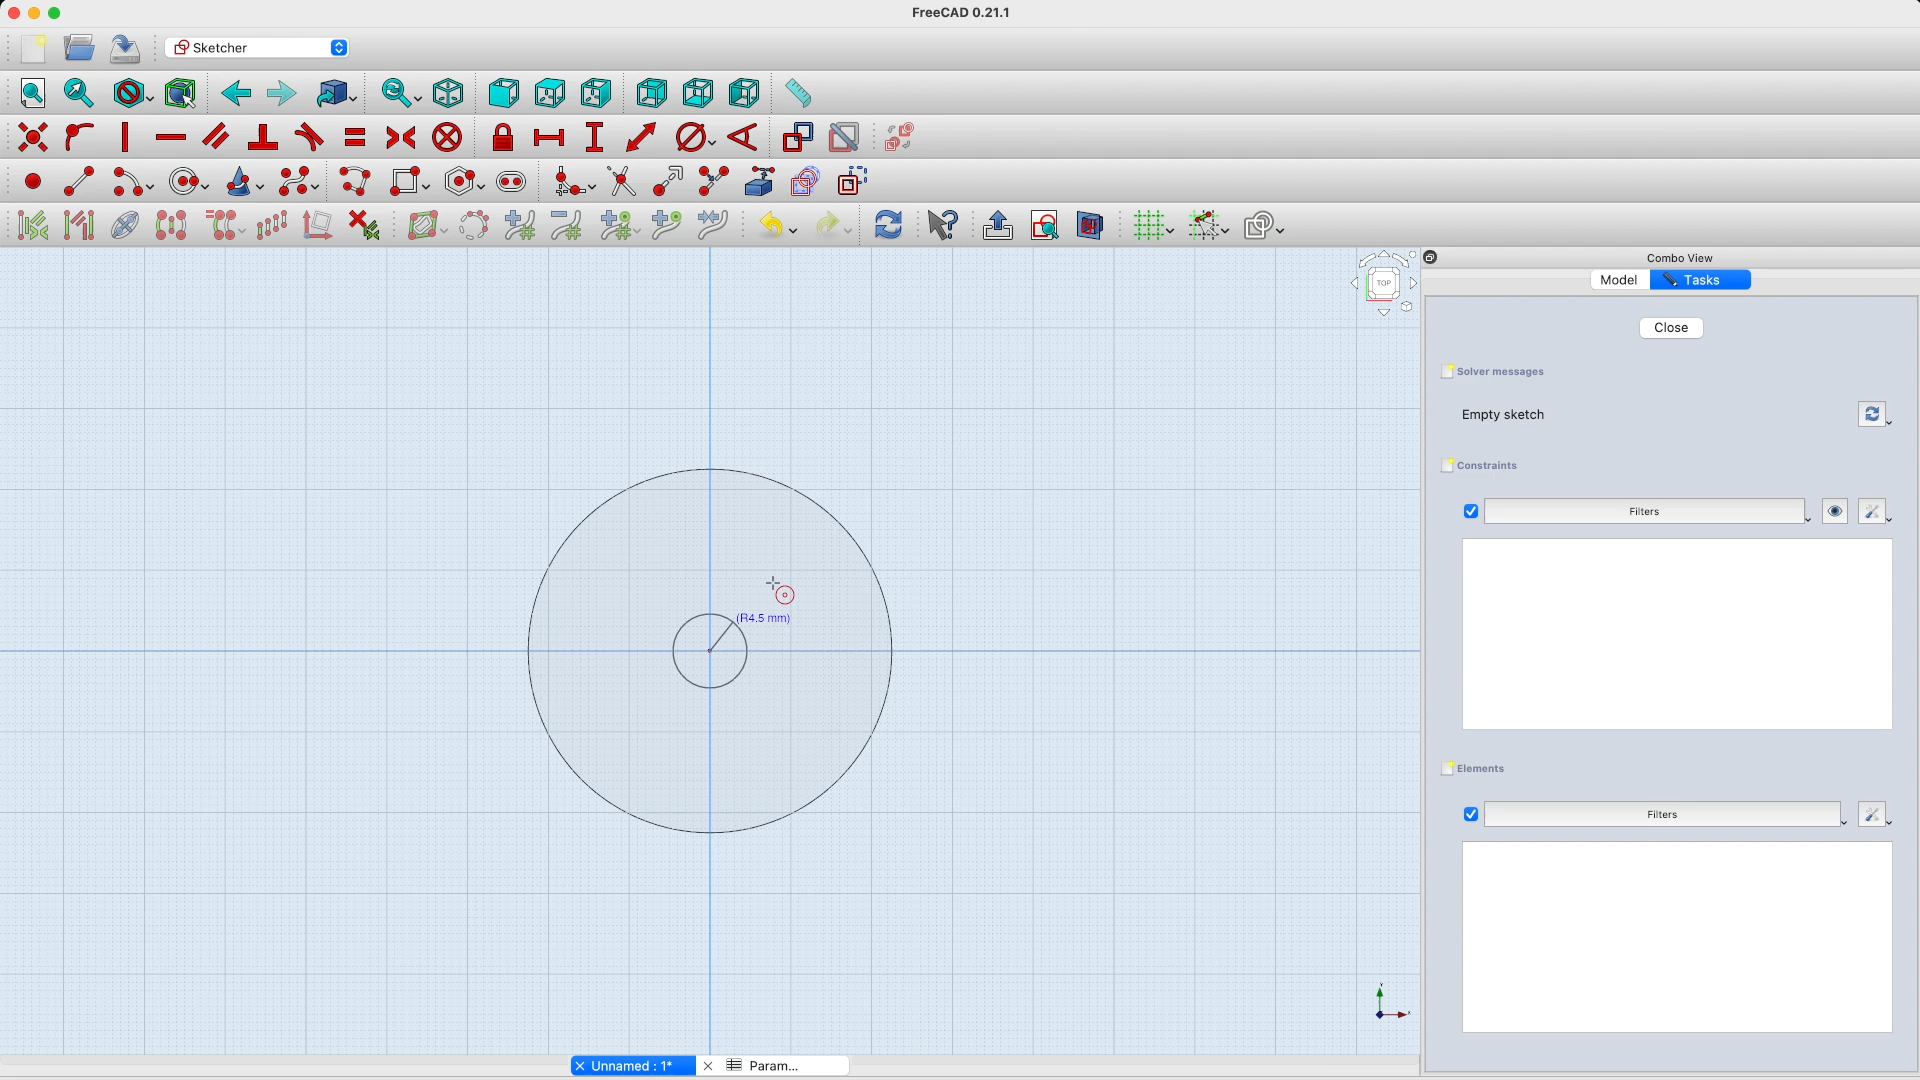 FreeCAD 0.21.1
Sketcher
Combo View
TOP
Model
Tasks
Close
Solver messages
Empty sketch
Constraints
Filters
(R4.5 mm)
Elements
Filters
Unnamed : 1*
Param...